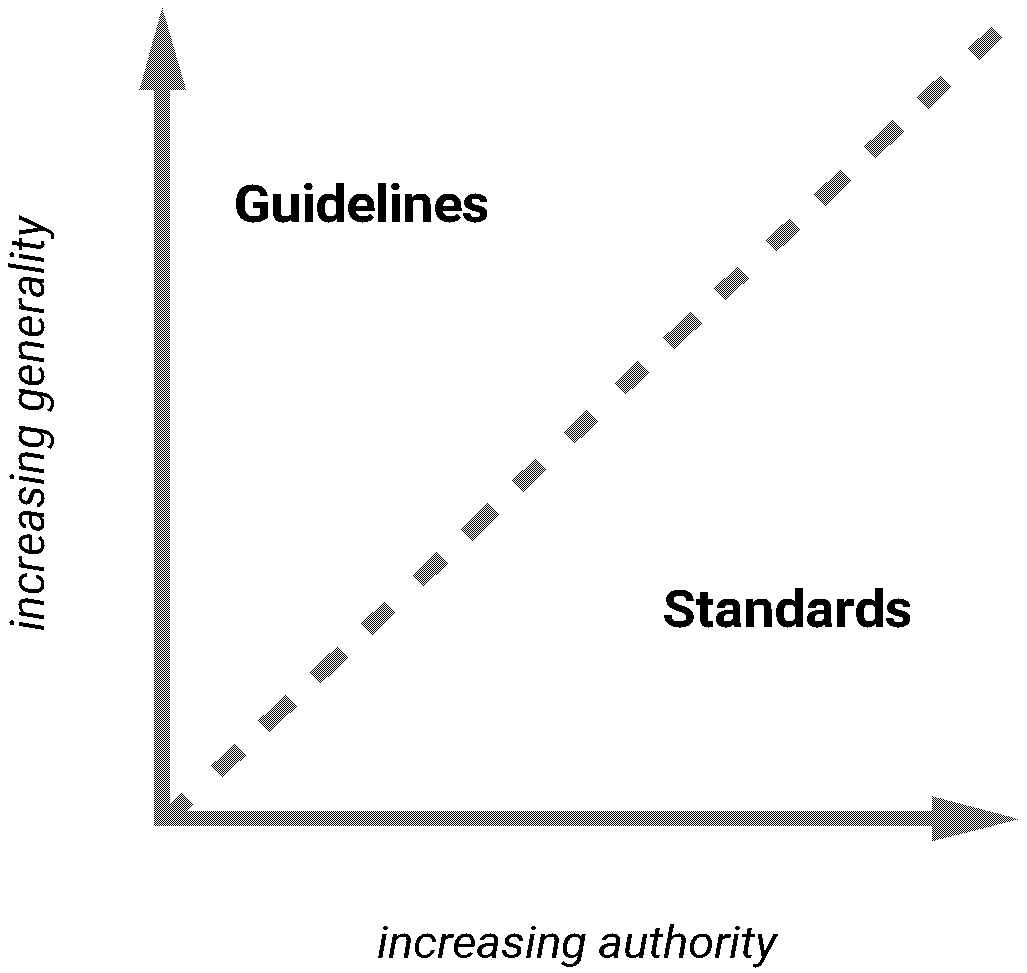 Guidelines
increasing generality
Standards
increasing authority